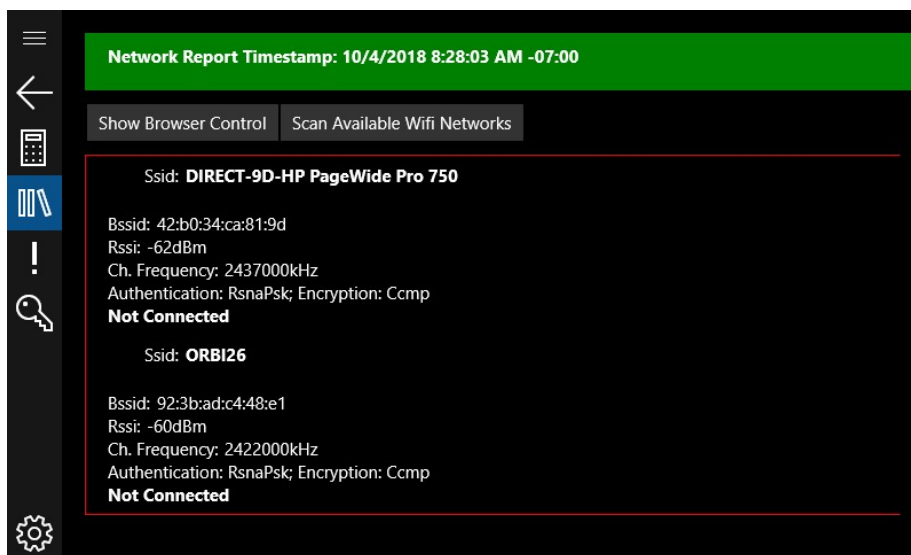 Network Report Timestamp: 10/4/2018 8:28:03 AM -07:00
Show Browser Control Scan Available Wifi Networks
Ssid: DIRECT-9D-HP PageWide Pro 750
Bssid: 42:b0:34:ca:81:9d
Rssi: -62dBm
Ch. Frequency: 2437000kHz
Authentication: RsnaPsk; Encryption: Ccmp
Not Connected
Ssid: ORBI26
Bssid: 92:3b:ad:c4:48:e1
Rssi: -60dBm
Ch. Frequency: 2422000kHz
Authentication: RsnaPsk; Encryption: Ccmp
Not Connected